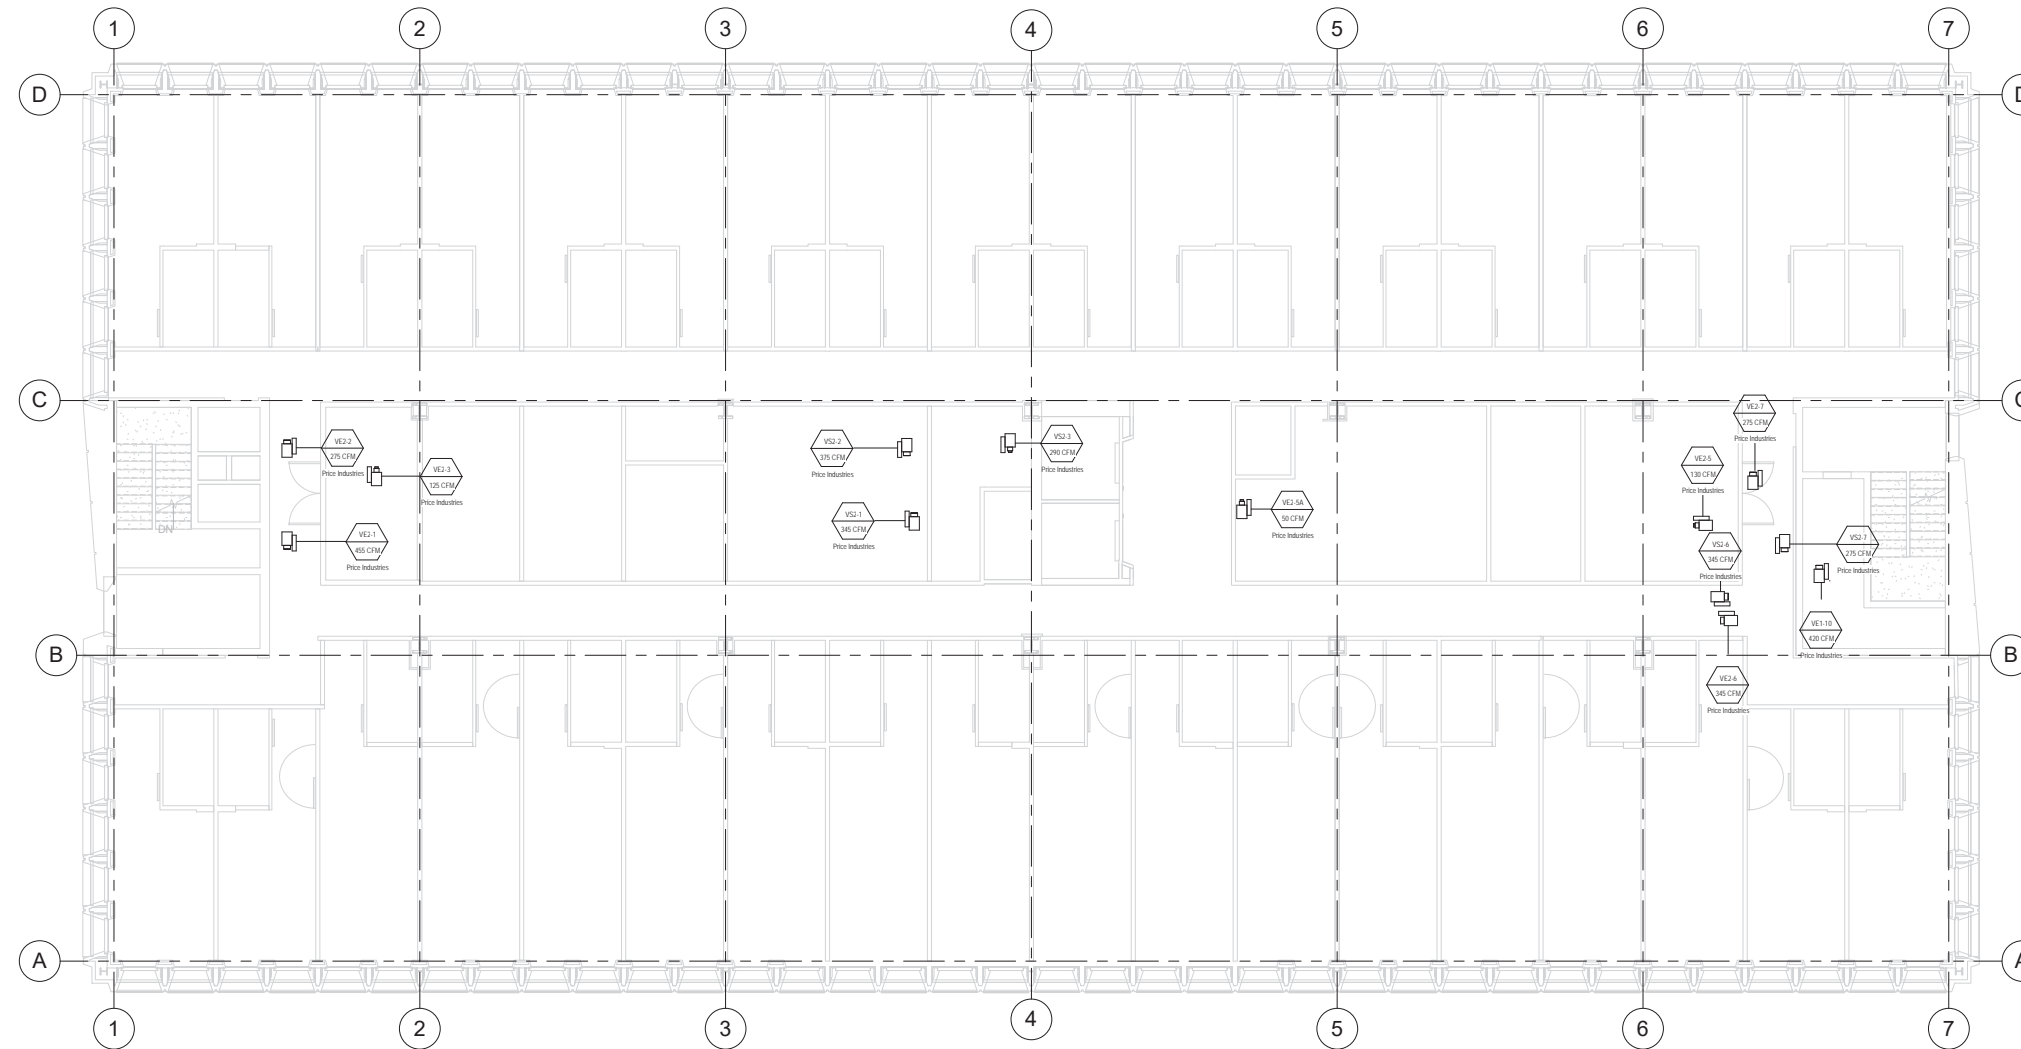 1 2 3 4 5 6 7
D D
C C
VE2-7
275 CFM
Price Industries
VE2-2
275 CFM
Price Industries
VE2-3
125 CFM
Price Industries
VS2-2
375 CFM
Price Industries
VS2-3
290 CFM
Price Industries
VE2-5
130 CFM
Price Industries
VE2-1
455 CFM
Price Industries
VS2-1
345 CFM
Price Industries
VE2-5A
50 CFM
Price Industries
VS2-6
345 CFM
Price Industries
VS2-7
275 CFM
Price Industries
DN
VE1-10
420 CFM
Price Industries
B B
VE2-6
345 CFM
Price Industries
A A
1 2 3 4 5 6 7